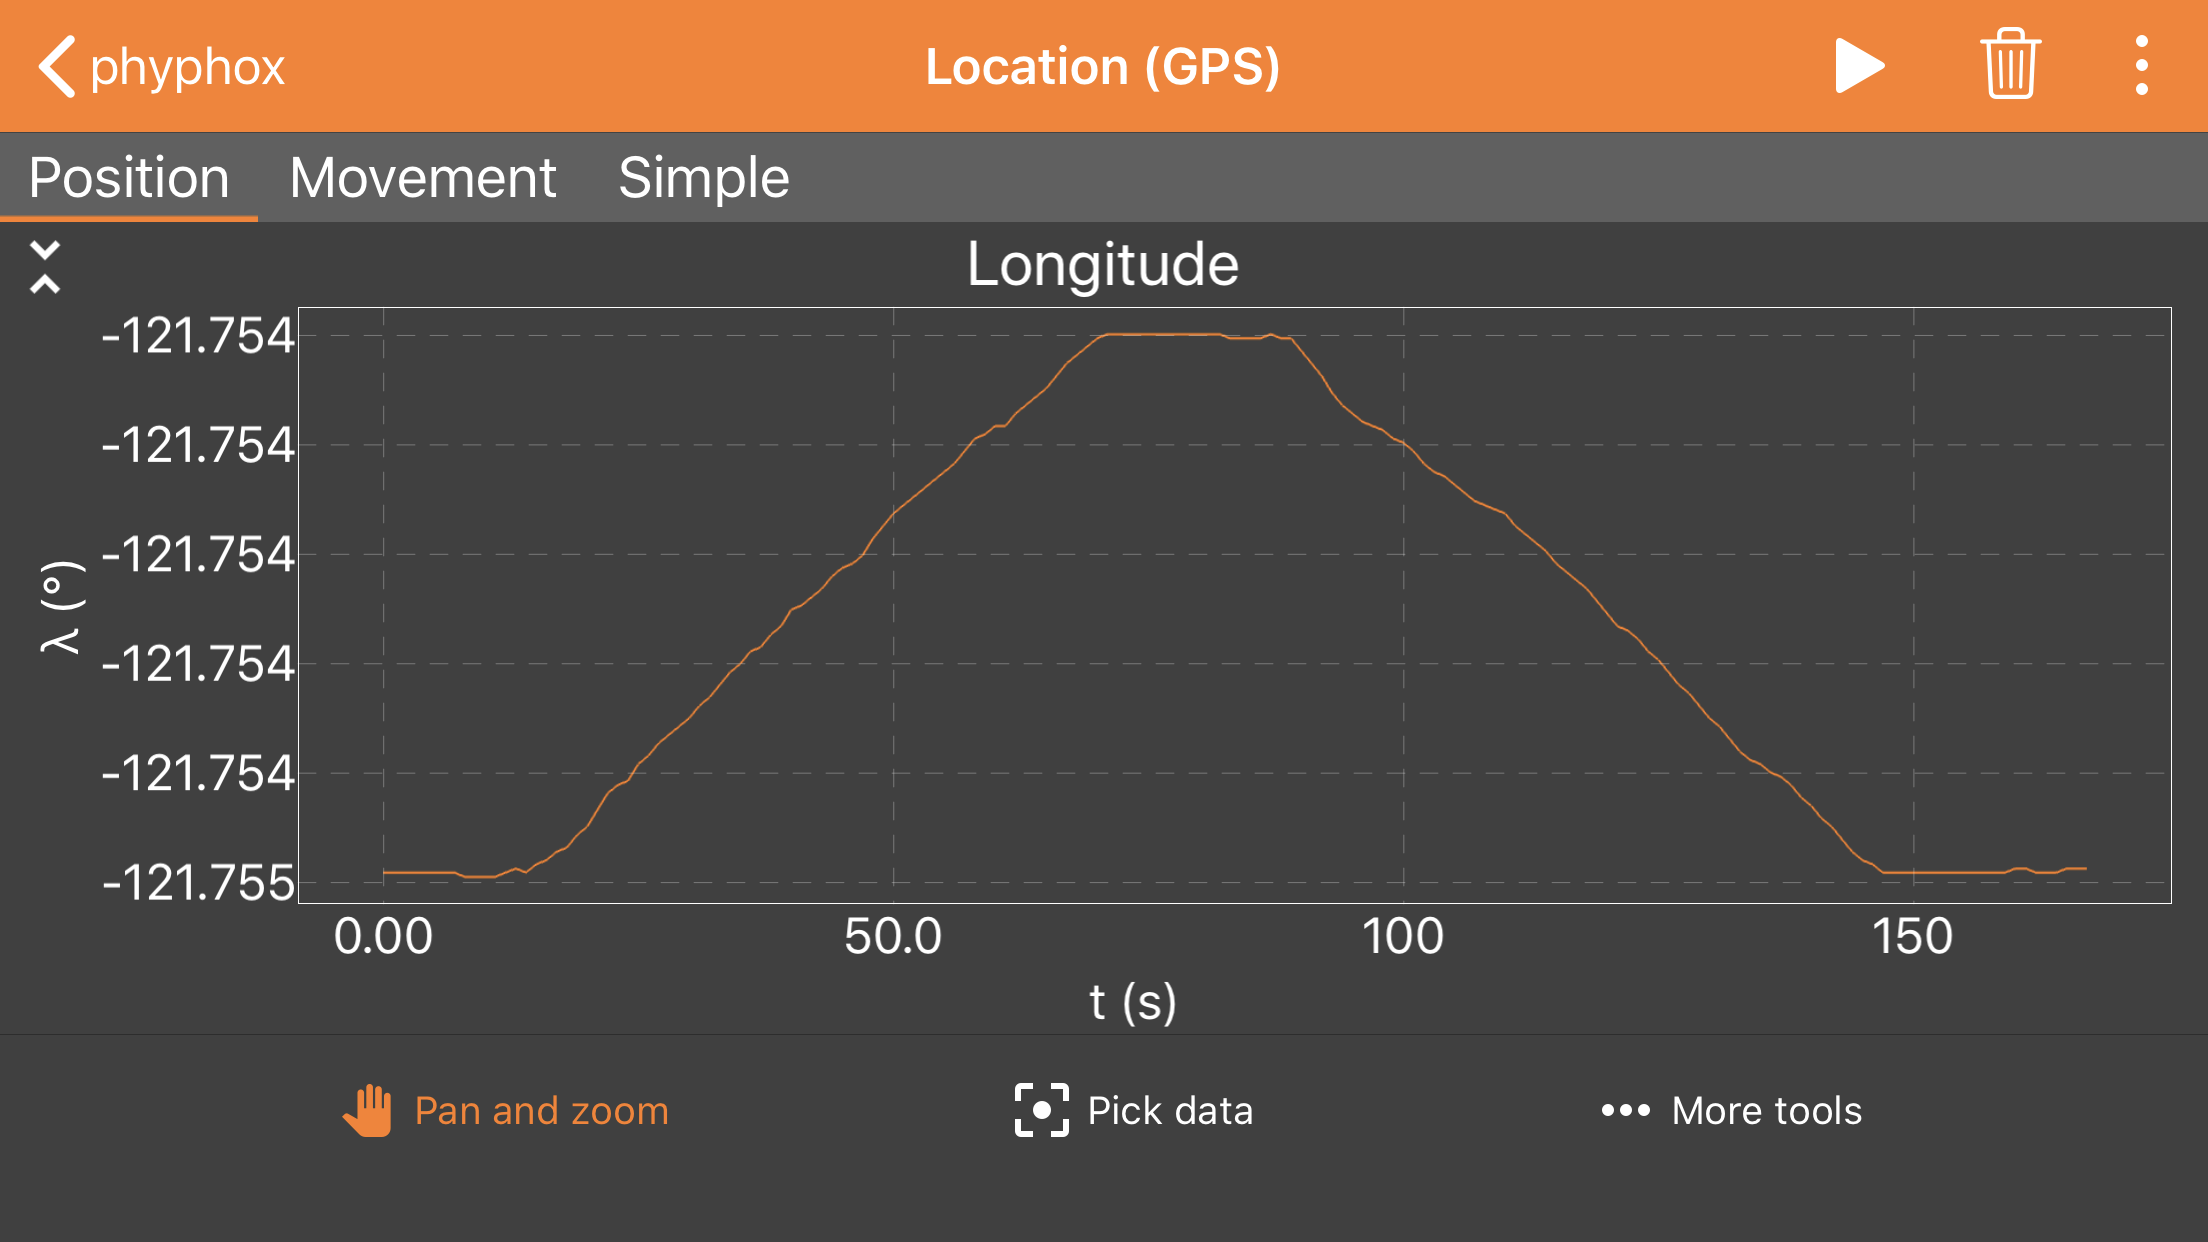 phyphox
Location (GPS)
Position Movement Simple
Longitude
-121.754
-121.754
-121.754
-121.754
-121.754
-121.755
λ (°)
0.00 50.0 100 150
t (s)
Pan and zoom
Pick data
More tools